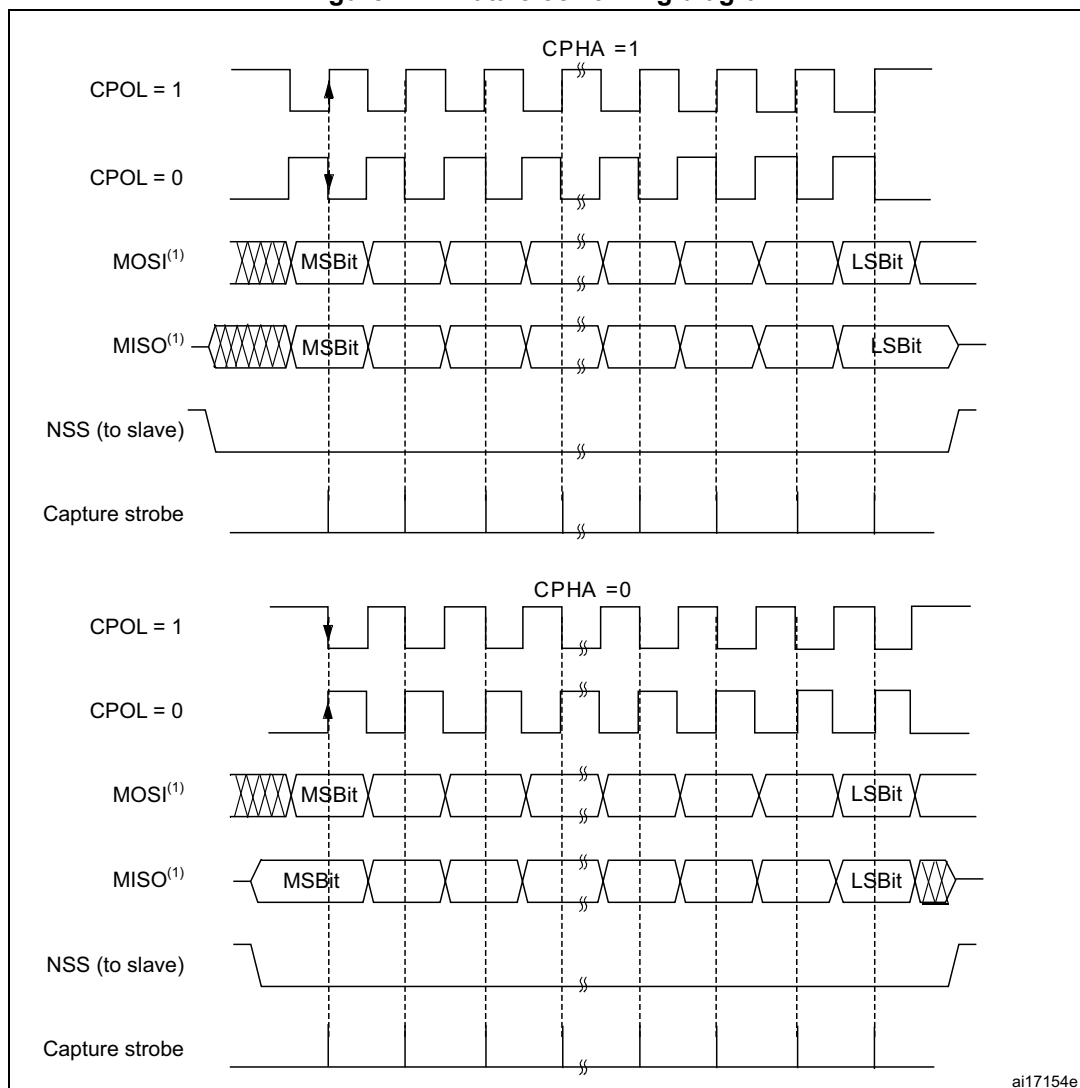 CPHA =1
CPOL = 1
CPOL = 0
MOSI(1) MSBit LSBit
MISO(1) MSBit LSBit
NSS (to slave)
Capture strobe
CPHA =0
CPOL = 1
CPOL = 0
MOSI(1) MSBit LSBit
MISO(1) MSBit LSBit
NSS (to slave)
Capture strobe
ai17154e